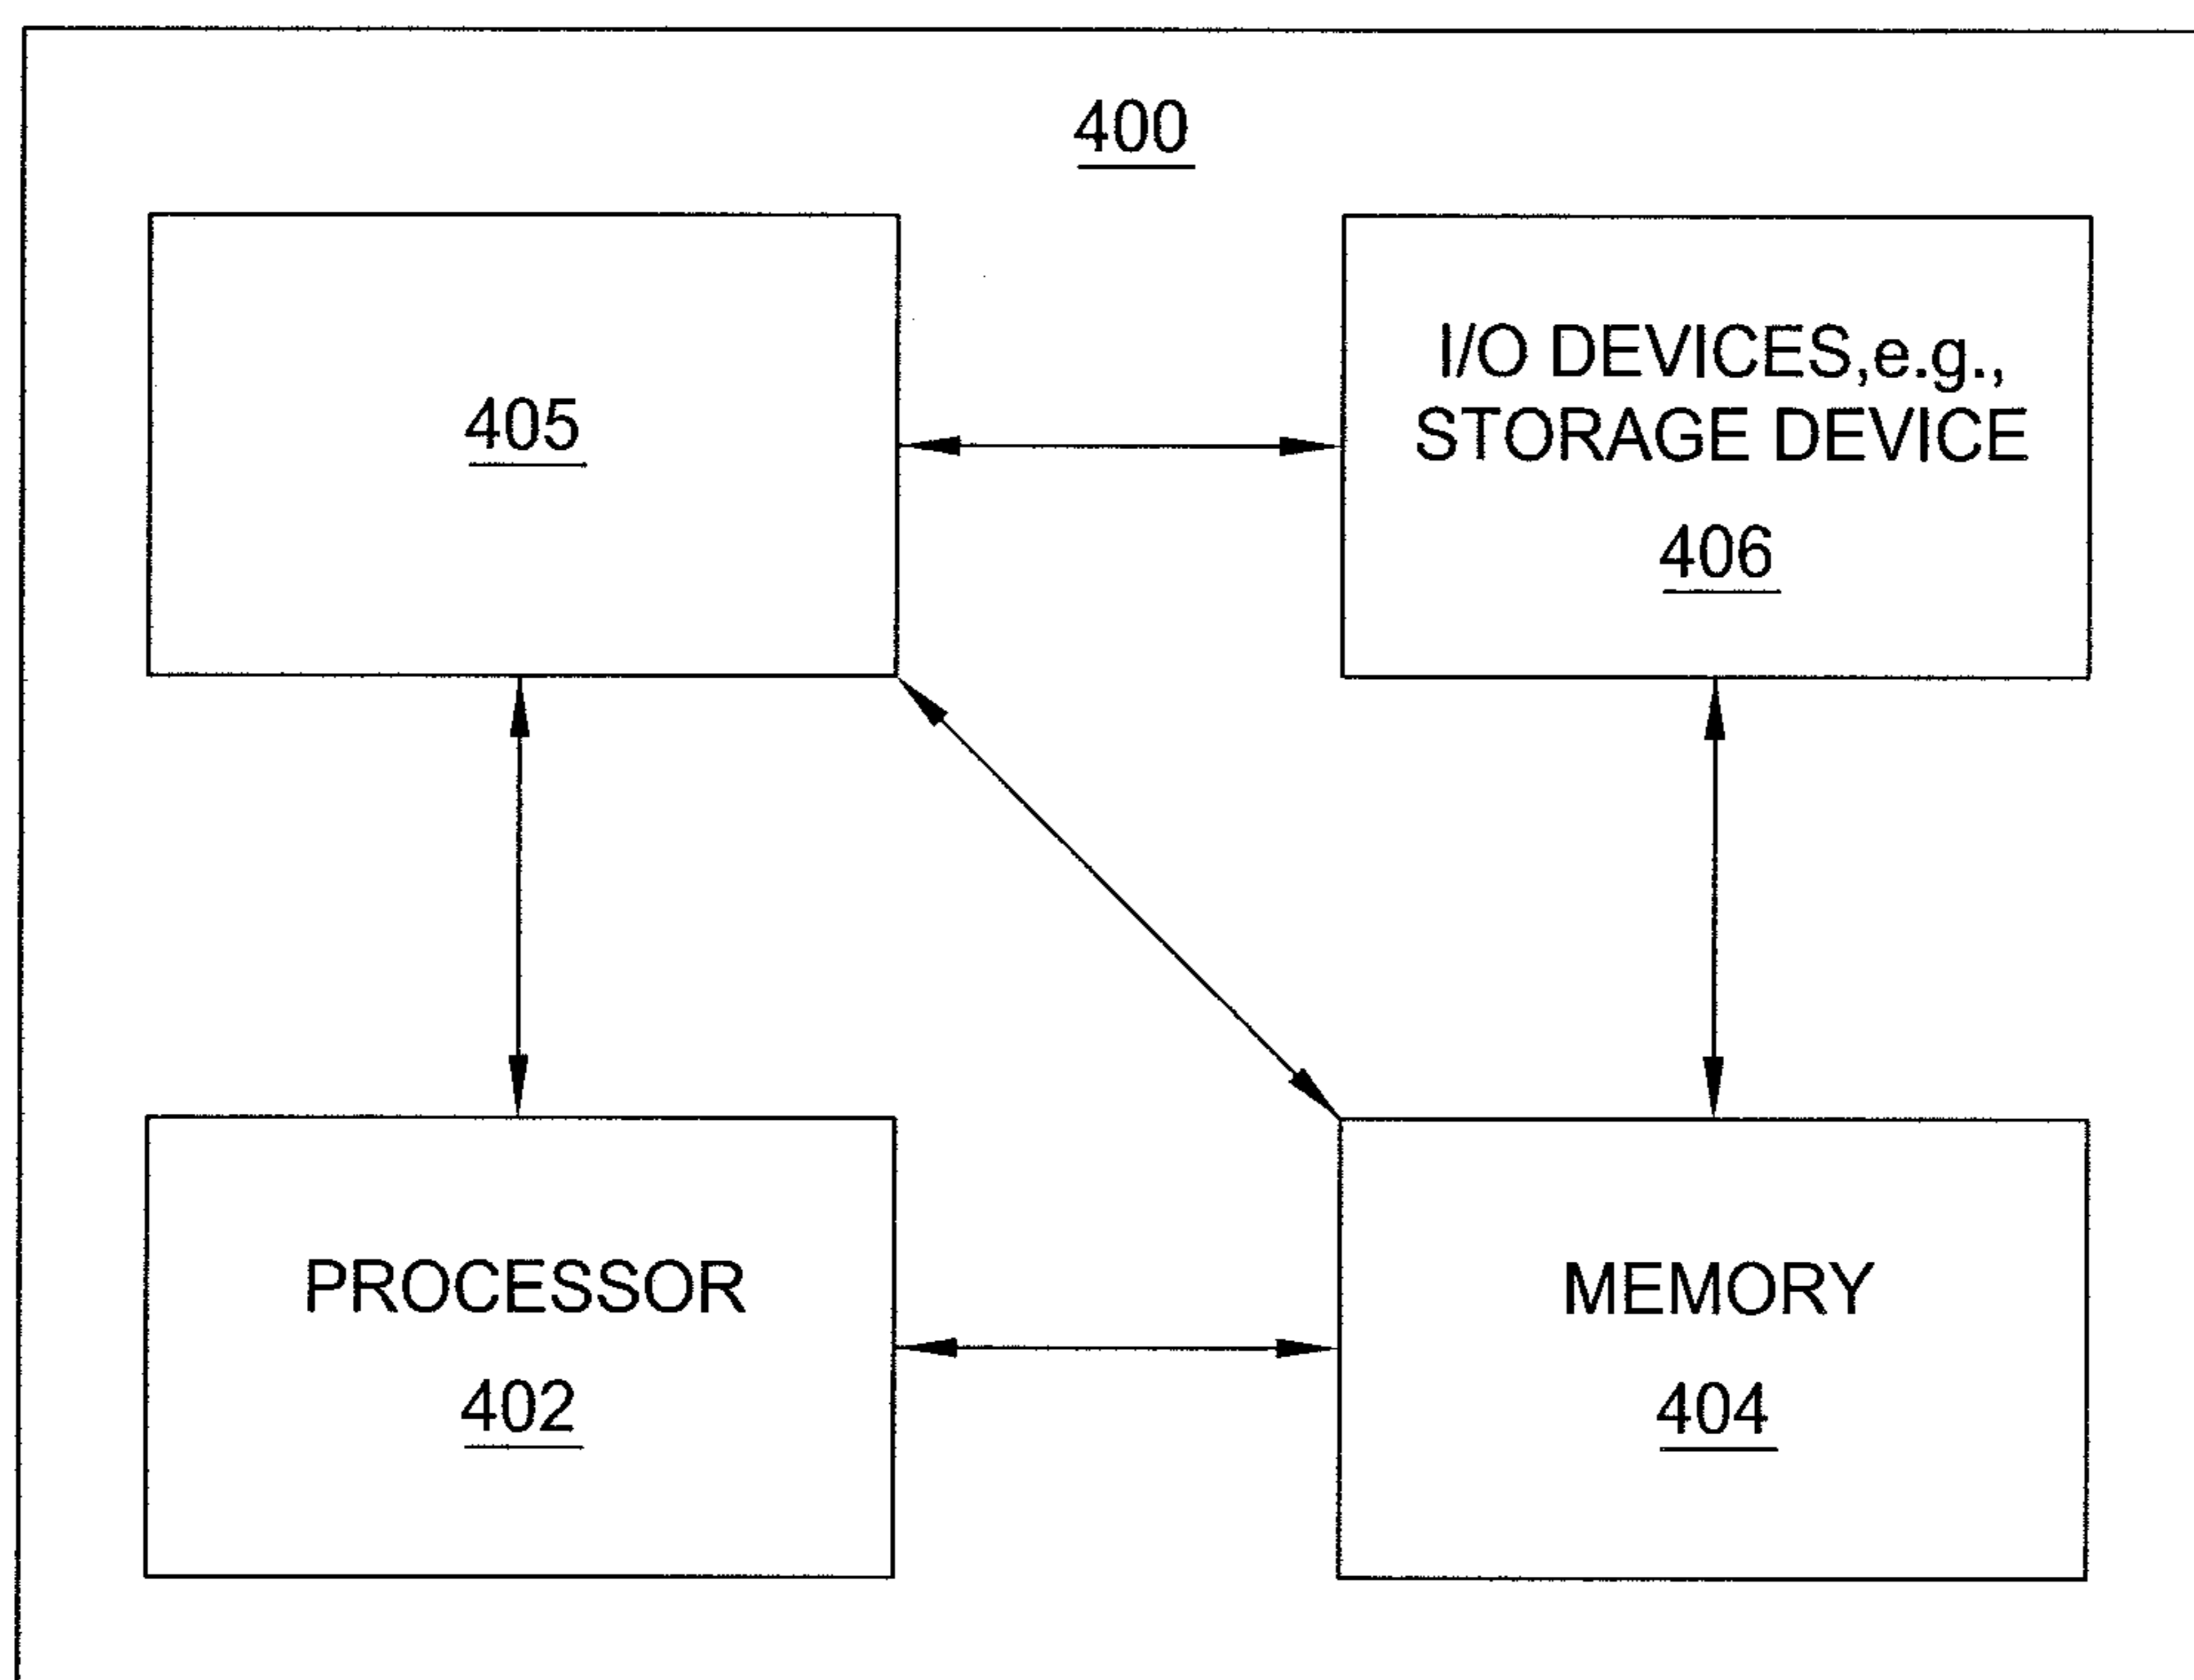 400
405
I/O DEVICES,e.g.,
STORAGE DEVICE
406
PROCESSOR
402
MEMORY
404